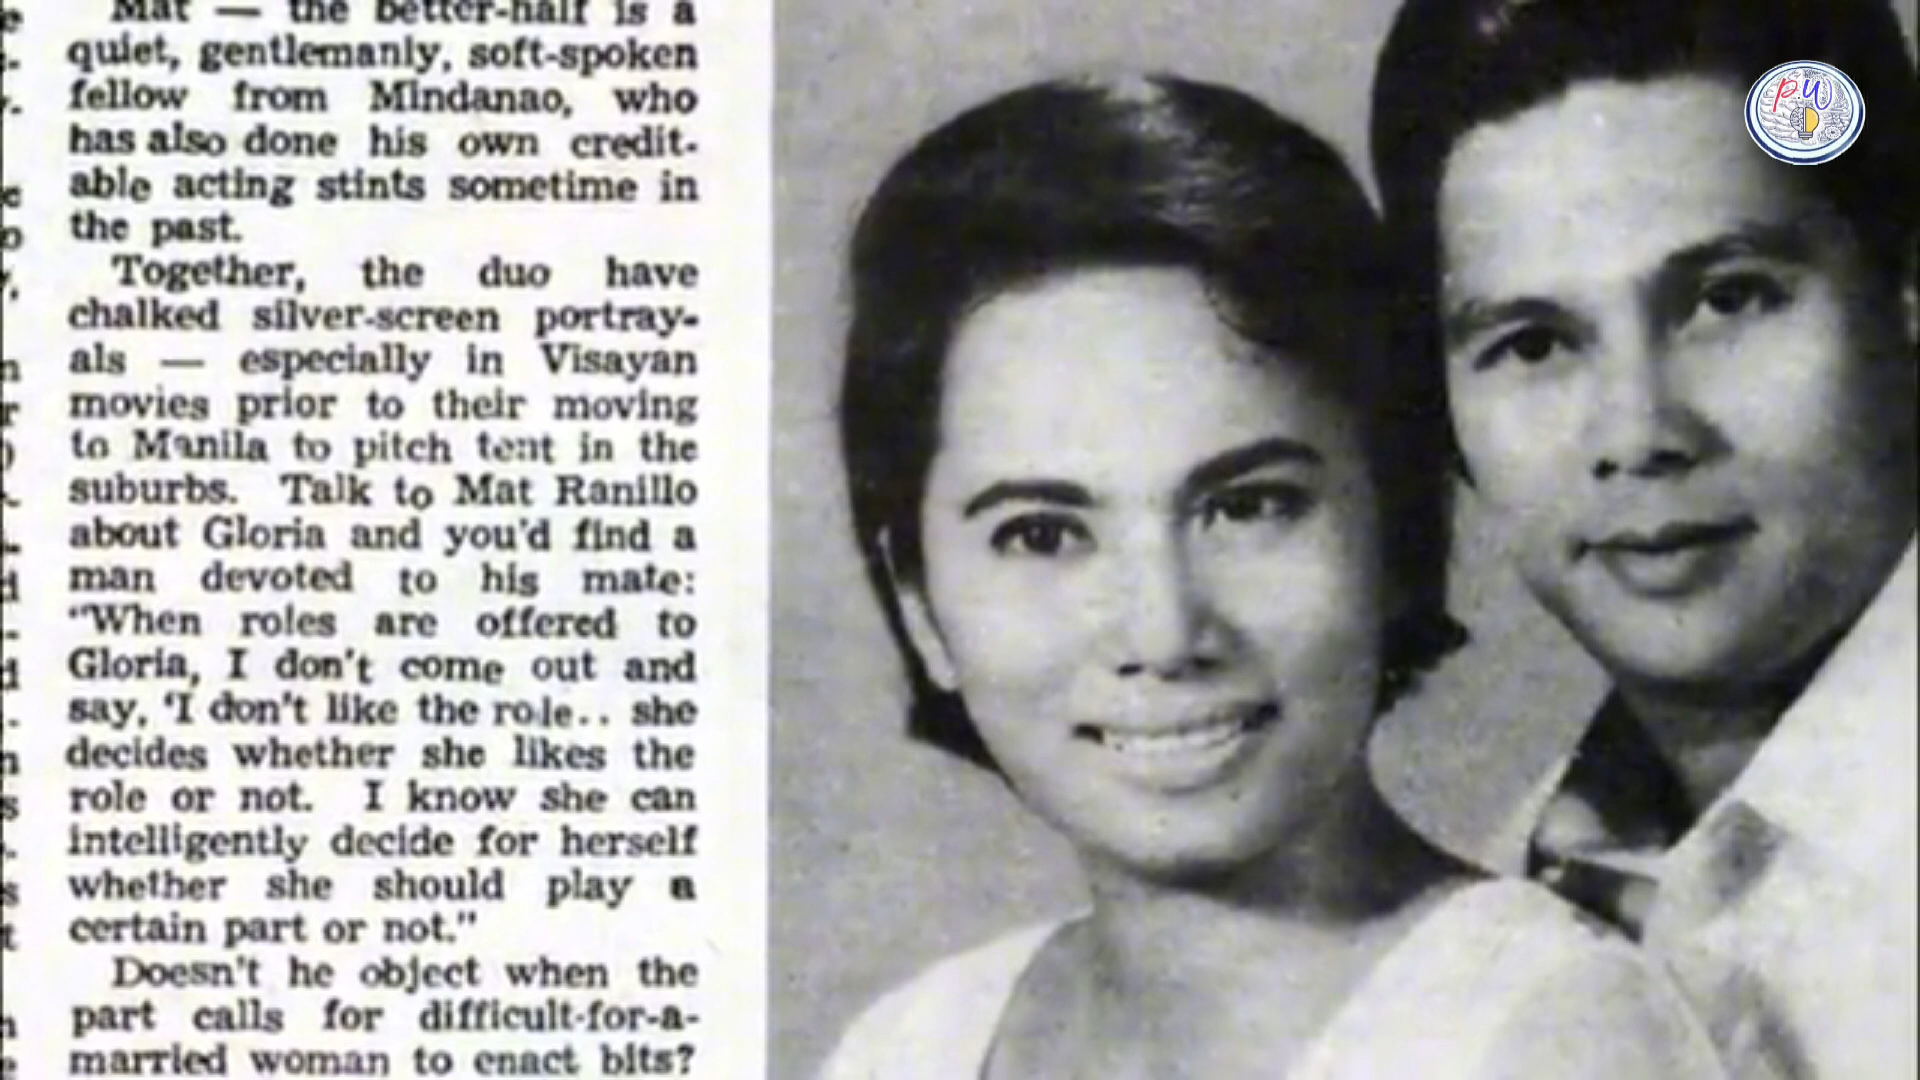 Mat — the better-half is a
quiet, gentlemanly, soft-spoken
fellow from Mindanao, who
has also done his own credit-
able acting stints sometime in
the past.
Together, the duo have
chalked silver-screen portray-
als — especially in Visayan
movies prior to their moving
to Manila to pitch tent in the
suburbs. Talk to Mat Ranillo
about Gloria and you'd find a
man devoted to his mate:
"When roles are offered to
Gloria, I don't come out and
say, 'I don't like the role.. she
decides whether she likes the
role or not. I know she can
intelligently decide for herself
whether she should play a
certain part or not."
Doesn't he object when the
part calls for difficult-for-a-
married woman to enact bits?
PW